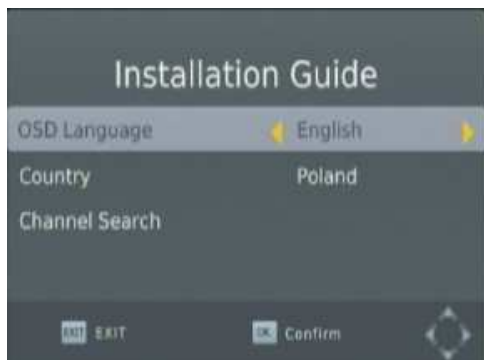 Installation Guide
OSD Language English
Country Poland
Channel Search
EXIT EXIT OK Confirm